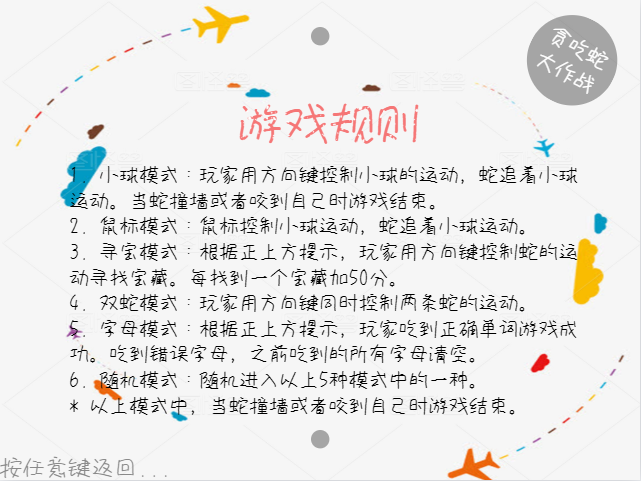 贪吃蛇
大作战
游戏规则
1. 小球模式：玩家用方向键控制小球的运动，蛇追着小球
运动。当蛇撞墙或者咬到自己时游戏结束。
2. 鼠标模式：鼠标控制小球运动，蛇追着小球运动。
3. 寻宝模式：根据正上方提示，玩家用方向键控制蛇的运
动寻找宝藏。每找到一个宝藏加50分。
4. 双蛇模式：玩家用方向键同时控制两条蛇的运动。
5. 字母模式：根据正上方提示，玩家吃到正确单词游戏成
功。吃到错误字母，之前吃到的所有字母清空。
6. 随机模式：随机进入以上5种模式中的一种。
* 以上模式中，当蛇撞墙或者咬到自己时游戏结束。
按任意键返回...